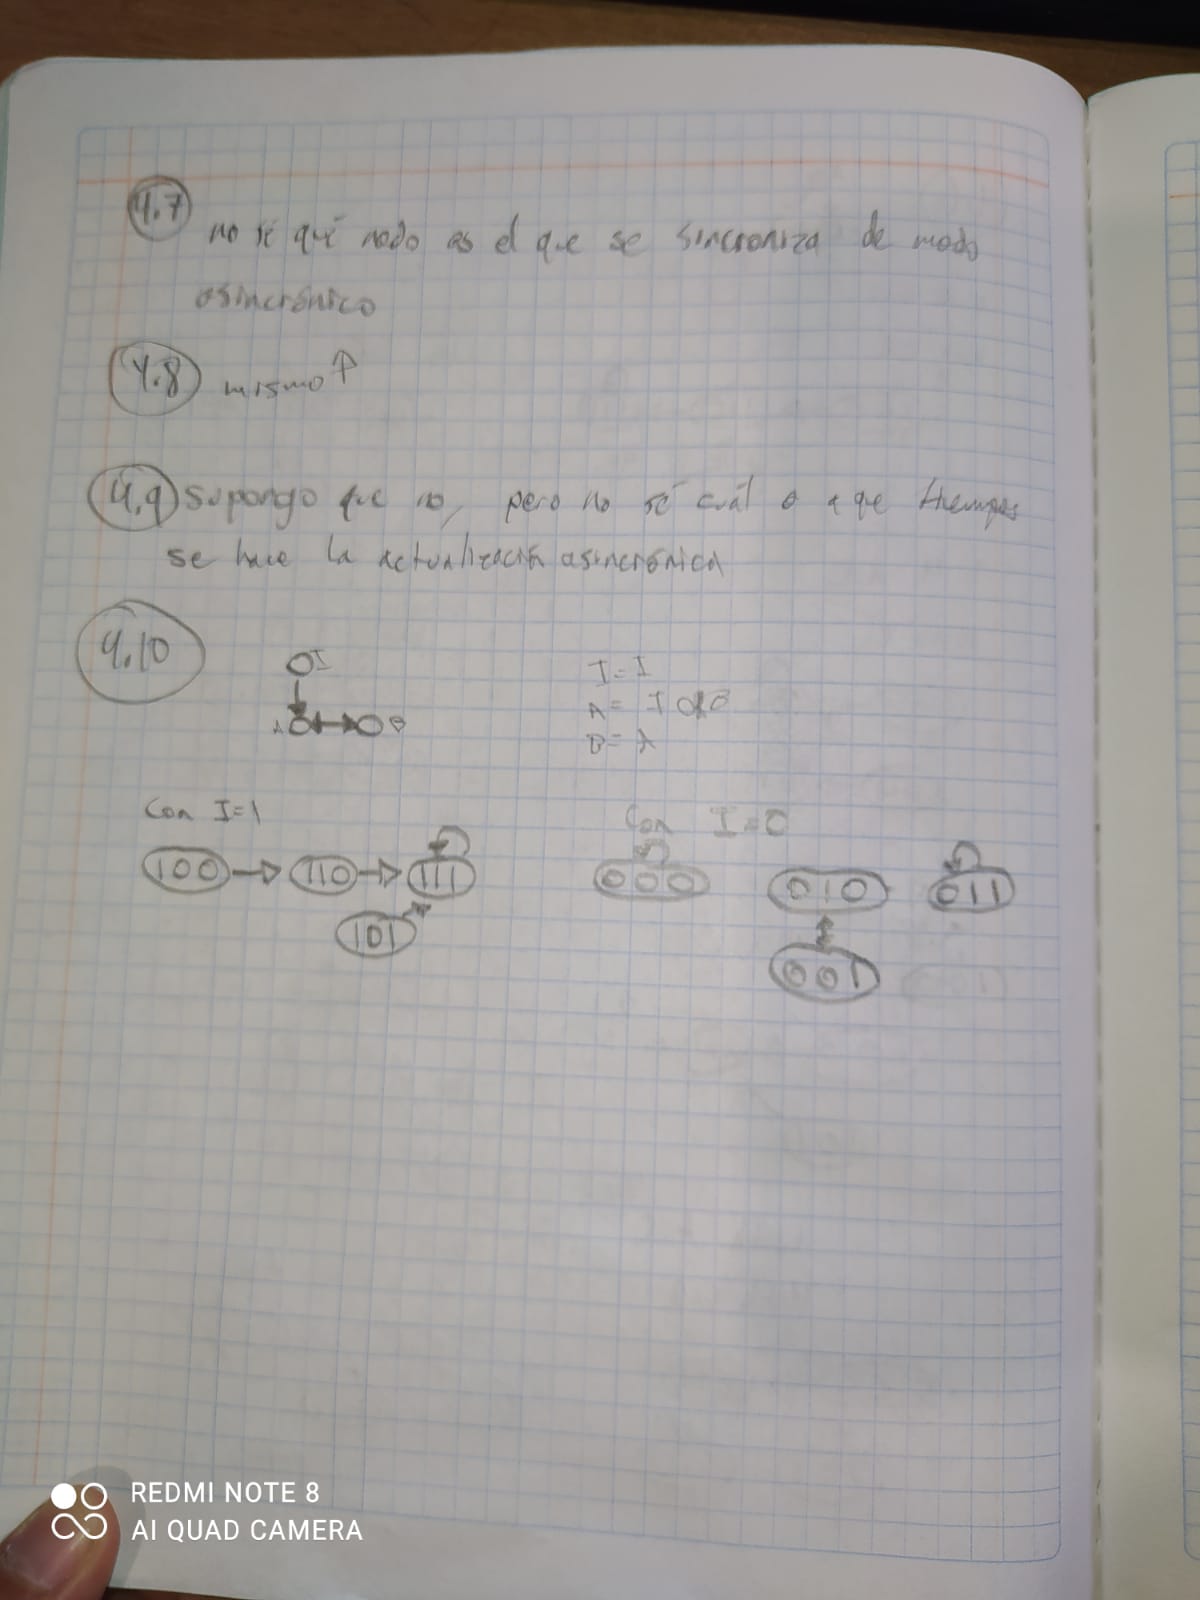 4.7
no sé qué nodo es el que se sincroniza de modo
asincrónico
4.8 mismo ↑
4.9 supongo que no, pero no sé cuál o a que tiempos
se hace la actualización asincrónica
4.10
I
A B
I = I
A = I OR B
B = A
Con I=1
100 → 110 → 111
101
Con I=0
000 010 011
001
REDMI NOTE 8
AI QUAD CAMERA